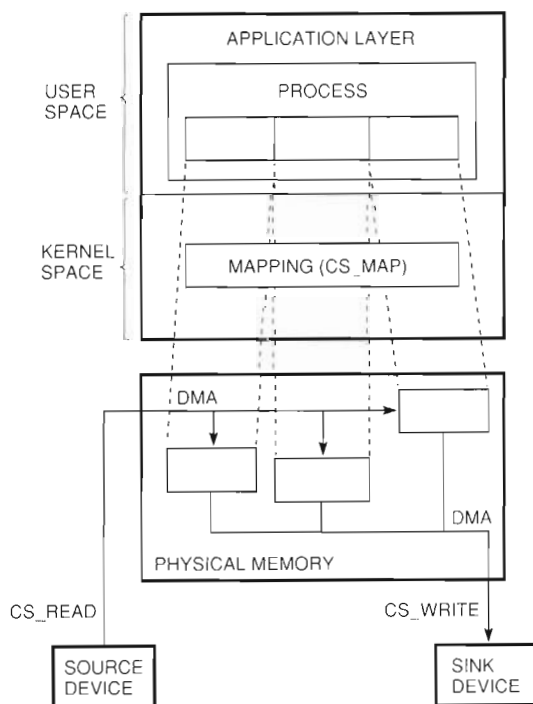 APPLICATION LAYER
USER
SPACE
PROCESS
KERNEL
SPACE
MAPPING (CS_MAP)
DMA
DMA
PHYSICAL MEMORY
CS_READ
CS_WRITE
SOURCE
DEVICE
SINK
DEVICE